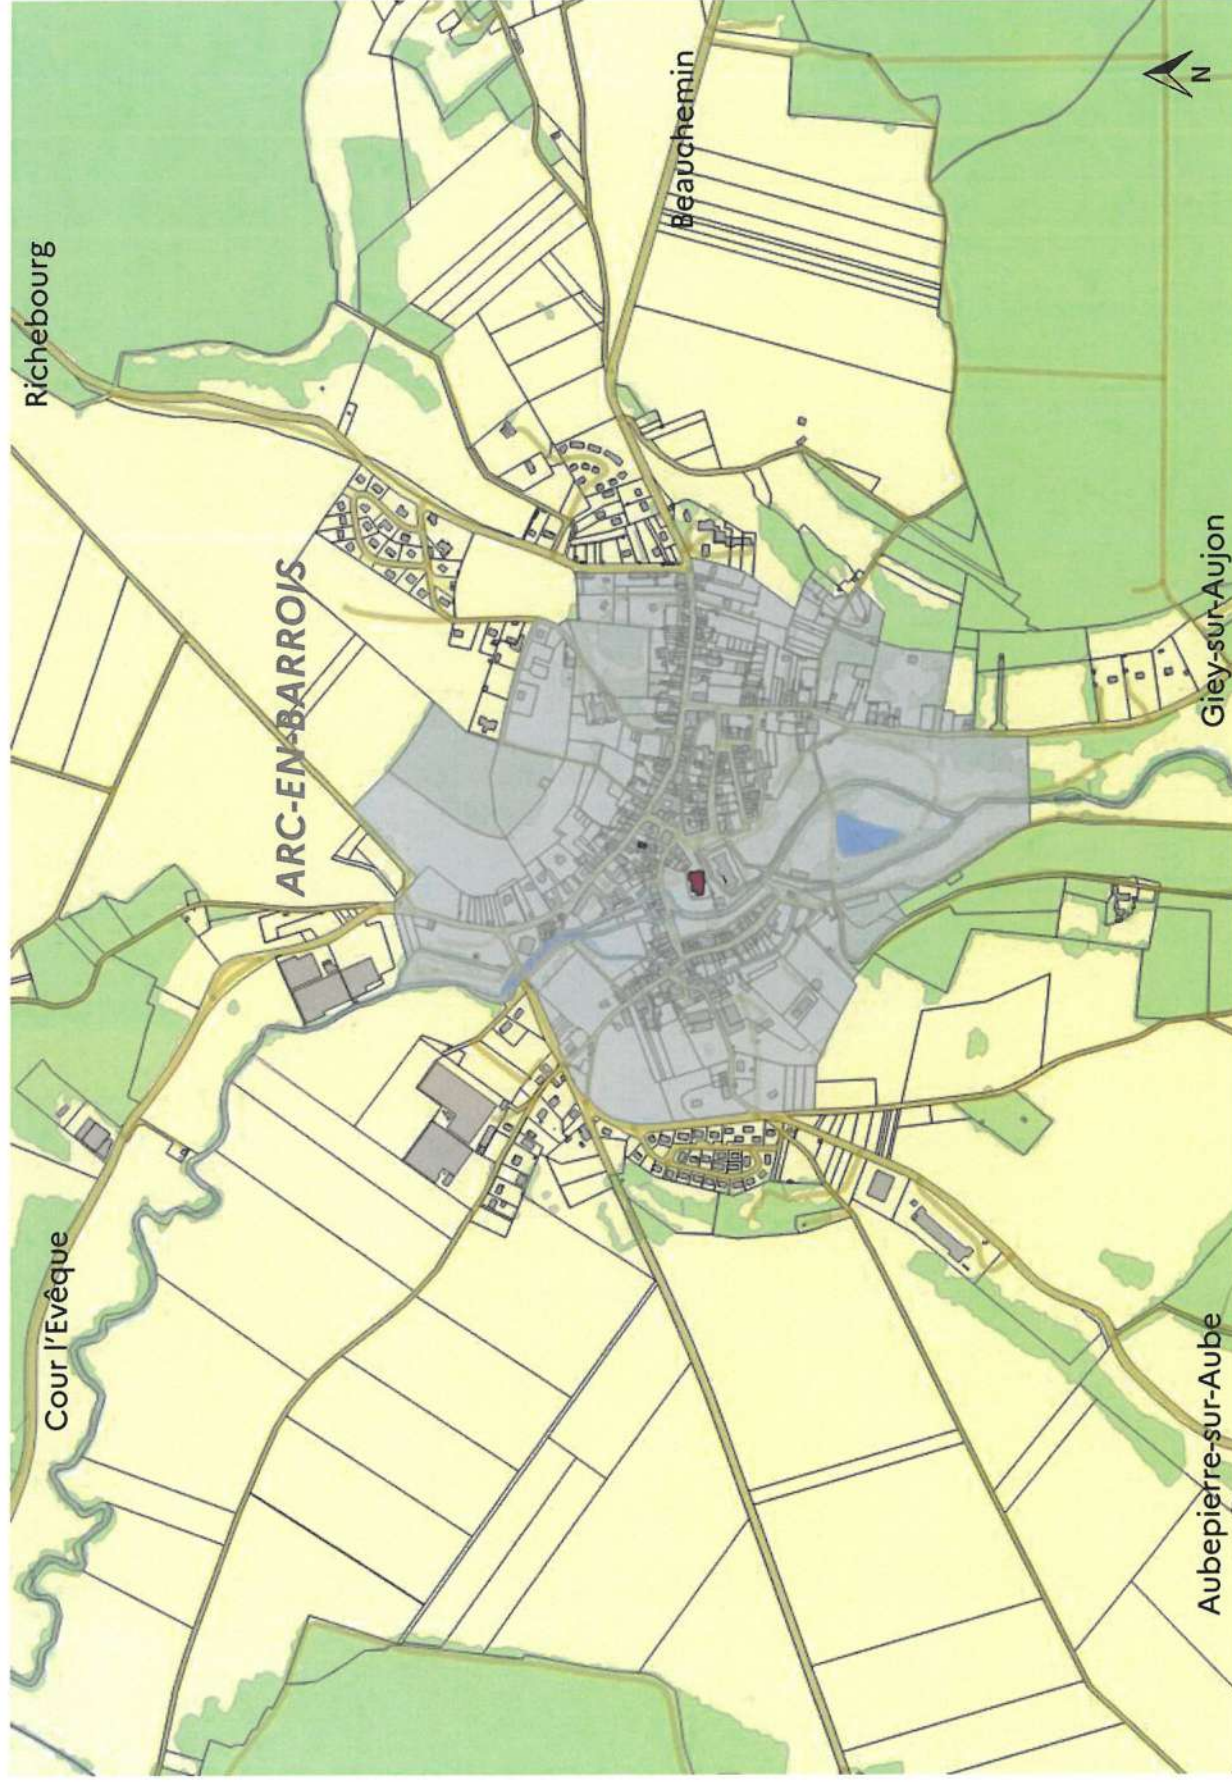 Cour l'Evêque
Richebourg
ARC-EN-BARROIS
Beauchemin
Aubepierre-sur-Aube
Giey-sur-Aujon
N